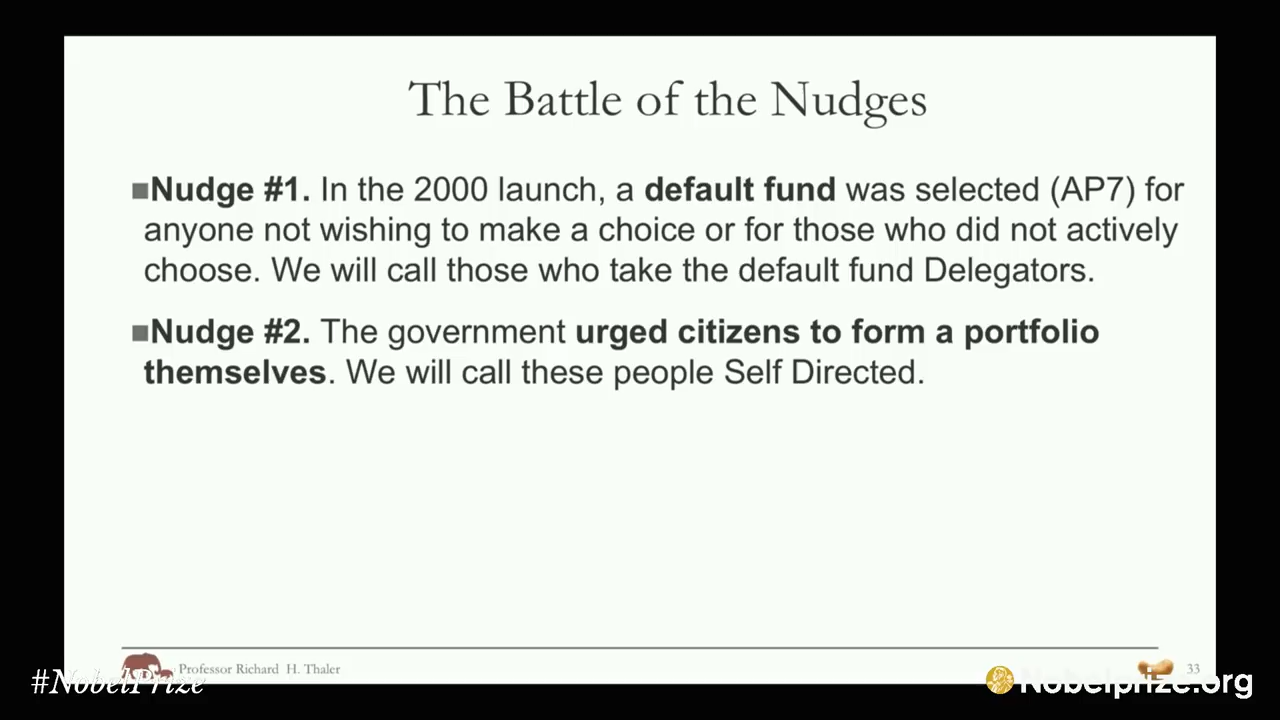 The Battle of the Nudges
■Nudge #1. In the 2000 launch, a default fund was selected (AP7) for
anyone not wishing to make a choice or for those who did not actively
choose. We will call those who take the default fund Delegators.
■Nudge #2. The government urged citizens to form a portfolio
themselves. We will call these people Self Directed.
Professor Richard H. Thaler
33
#NobelPrize
Nobelprize.org